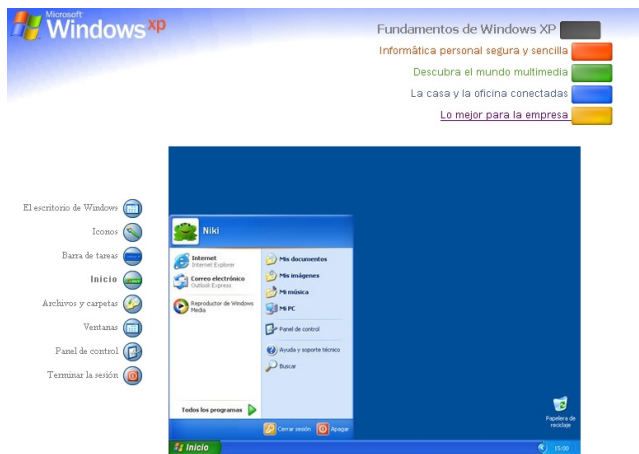 Microsoft
Windows xp
Fundamentos de Windows XP
Informática personal segura y sencilla
Descubra el mundo multimedia
La casa y la oficina conectadas
Lo mejor para la empresa
El escritorio de Windows
Iconos
Barra de tareas
Inicio
Archivos y carpetas
Ventanas
Panel de control
Terminar la sesión
Niki
Internet
Internet Explorer
Correo electrónico
Outlook Express
Reproductor de Windows
Media
Todos los programas
Mis documentos
Mis imágenes
Mi música
Mi PC
Panel de control
Ayuda y soporte técnico
Buscar
Cerrar sesión
Apagar
Papelera de
reciclaje
Inicio
15:00